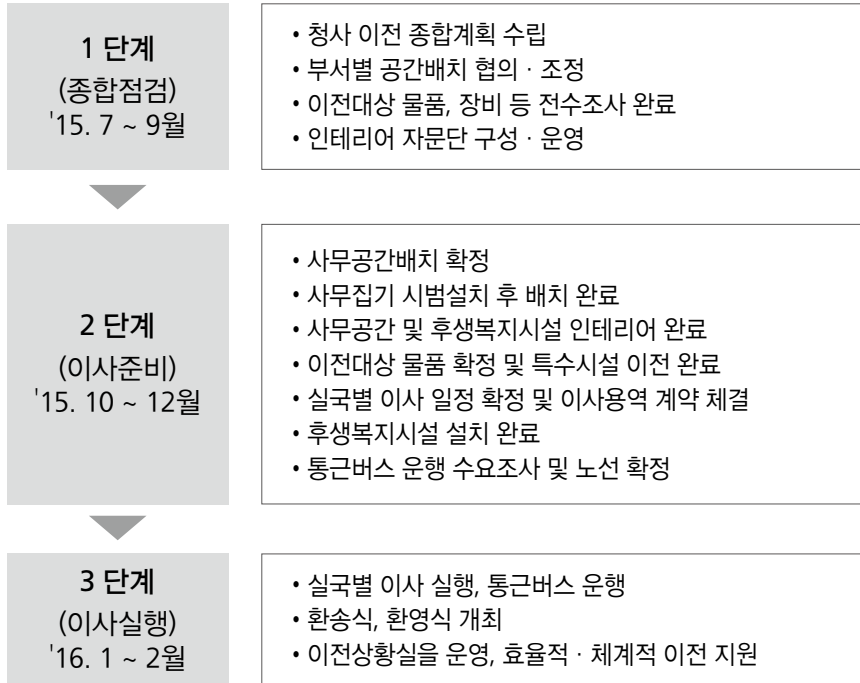 1 단계
(종합점검)
'15. 7 ~ 9월
• 청사 이전 종합계획 수립
• 부서별 공간배치 협의 · 조정
• 이전대상 물품, 장비 등 전수조사 완료
• 인테리어 자문단 구성 · 운영
2 단계
(이사준비)
'15. 10 ~ 12월
• 사무공간배치 확정
• 사무집기 시범설치 후 배치 완료
• 사무공간 및 후생복지시설 인테리어 완료
• 이전대상 물품 확정 및 특수시설 이전 완료
• 실국별 이사 일정 확정 및 이사용역 계약 체결
• 후생복지시설 설치 완료
• 통근버스 운행 수요조사 및 노선 확정
3 단계
(이사실행)
'16. 1 ~ 2월
• 실국별 이사 실행, 통근버스 운행
• 환송식, 환영식 개최
• 이전상황실을 운영, 효율적 · 체계적 이전 지원